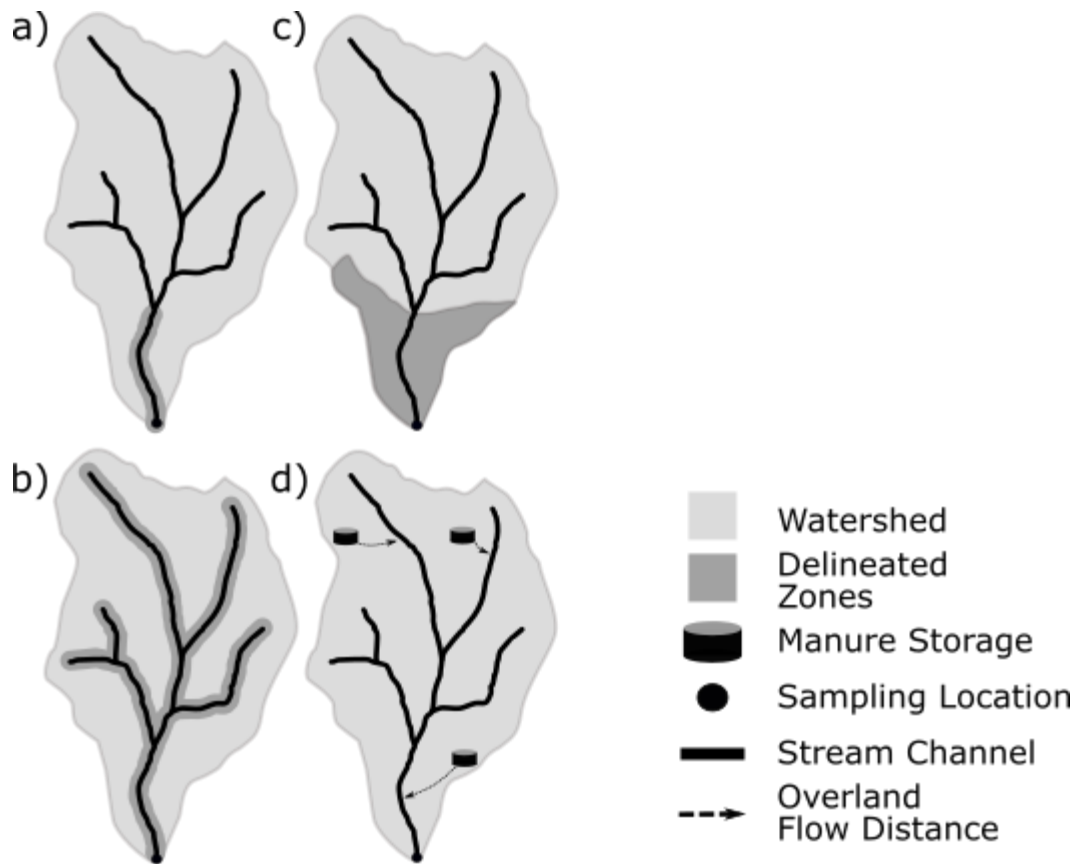 a)
c)
b)
d)
Watershed
Delineated
Zones
Manure Storage
Sampling Location
Stream Channel
Overland
Flow Distance